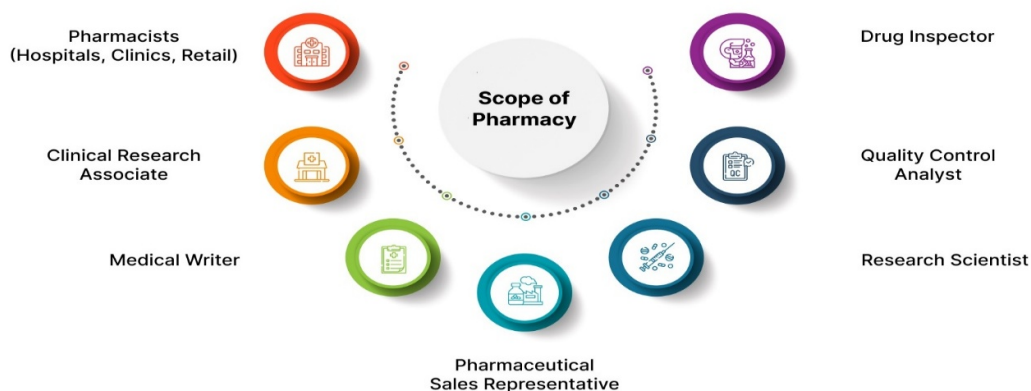 Pharmacists
(Hospitals, Clinics, Retail)
Scope of
Pharmacy
Drug Inspector
Clinical Research
Associate
Quality Control
Analyst
QC
Medical Writer
Research Scientist
Pharmaceutical
Sales Representative